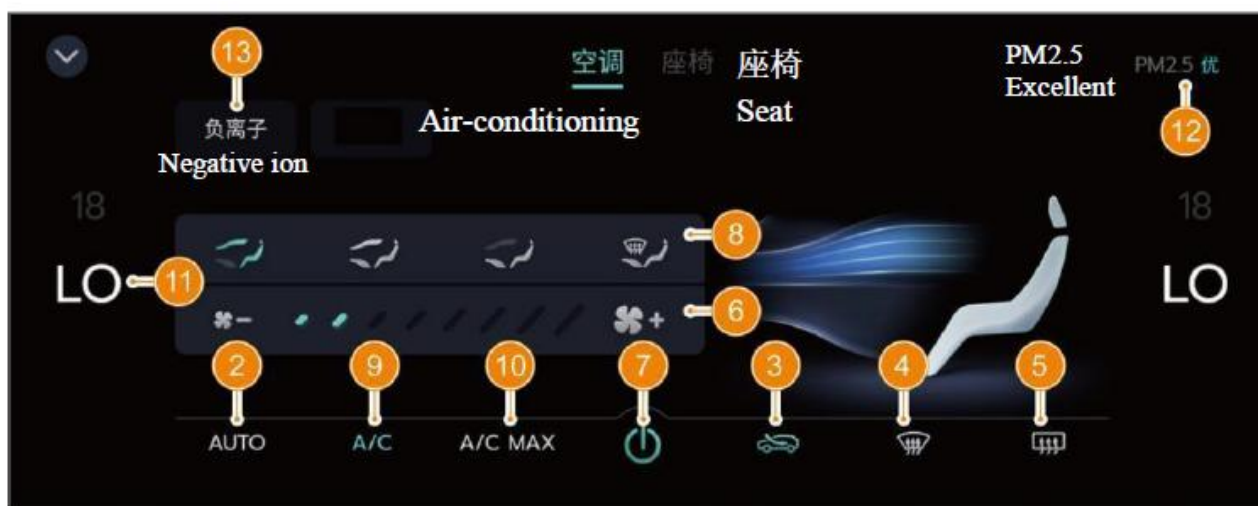 13
空调 座椅 座椅
PM2.5
PM2.5 优
Excellent
Air-conditioning
Seat
负离子
12
Negative ion
18
18
8
LO
11
LO
6
2
9
10
7
3
4
5
AUTO
A/C
A/C MAX